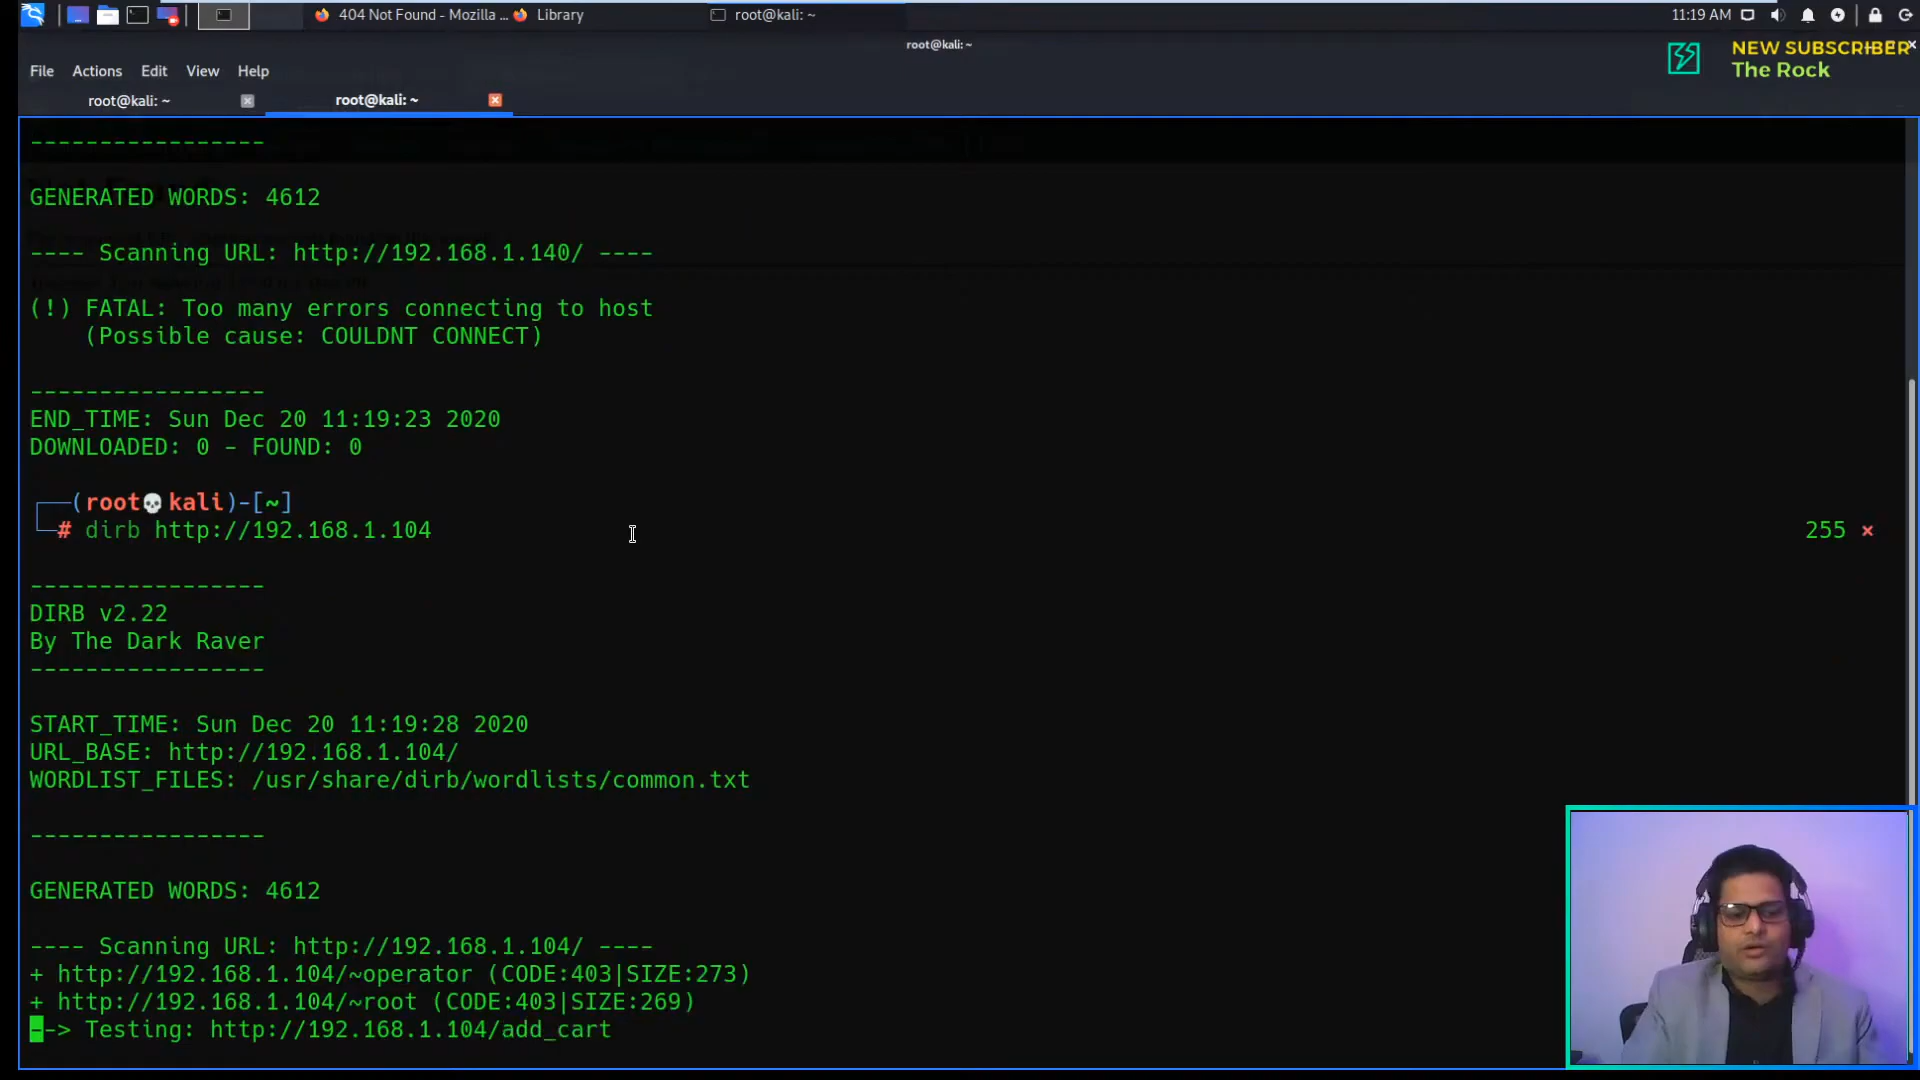 404 Not Found - Mozilla ...
Library
root@kali: ~
11:19 AM
root@kali: ~
NEW SUBSCRIBER
The Rock
File Actions Edit View Help
root@kali: ~
root@kali: ~
-----------------
GENERATED WORDS: 4612
---- Scanning URL: http://192.168.1.140/ ----
(!) FATAL: Too many errors connecting to host
(Possible cause: COULDNT CONNECT)
-----------------
END_TIME: Sun Dec 20 11:19:23 2020
DOWNLOADED: 0 - FOUND: 0
┌──(root💀kali)-[~]
└─# dirb http://192.168.1.104 255 ×
-----------------
DIRB v2.22
By The Dark Raver
-----------------
START_TIME: Sun Dec 20 11:19:28 2020
URL_BASE: http://192.168.1.104/
WORDLIST_FILES: /usr/share/dirb/wordlists/common.txt
-----------------
GENERATED WORDS: 4612
---- Scanning URL: http://192.168.1.104/ ----
+ http://192.168.1.104/~operator (CODE:403|SIZE:273)
+ http://192.168.1.104/~root (CODE:403|SIZE:269)
--> Testing: http://192.168.1.104/add_cart